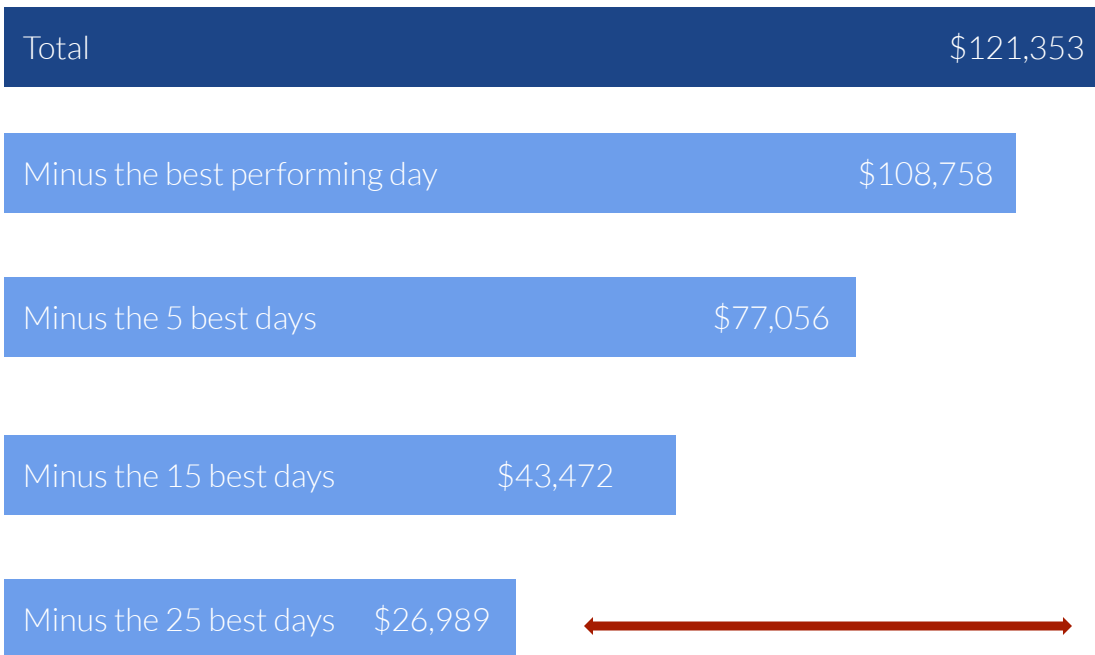 Total $121,353
Minus the best performing day $108,758
Minus the 5 best days $77,056
Minus the 15 best days $43,472
Minus the 25 best days $26,989